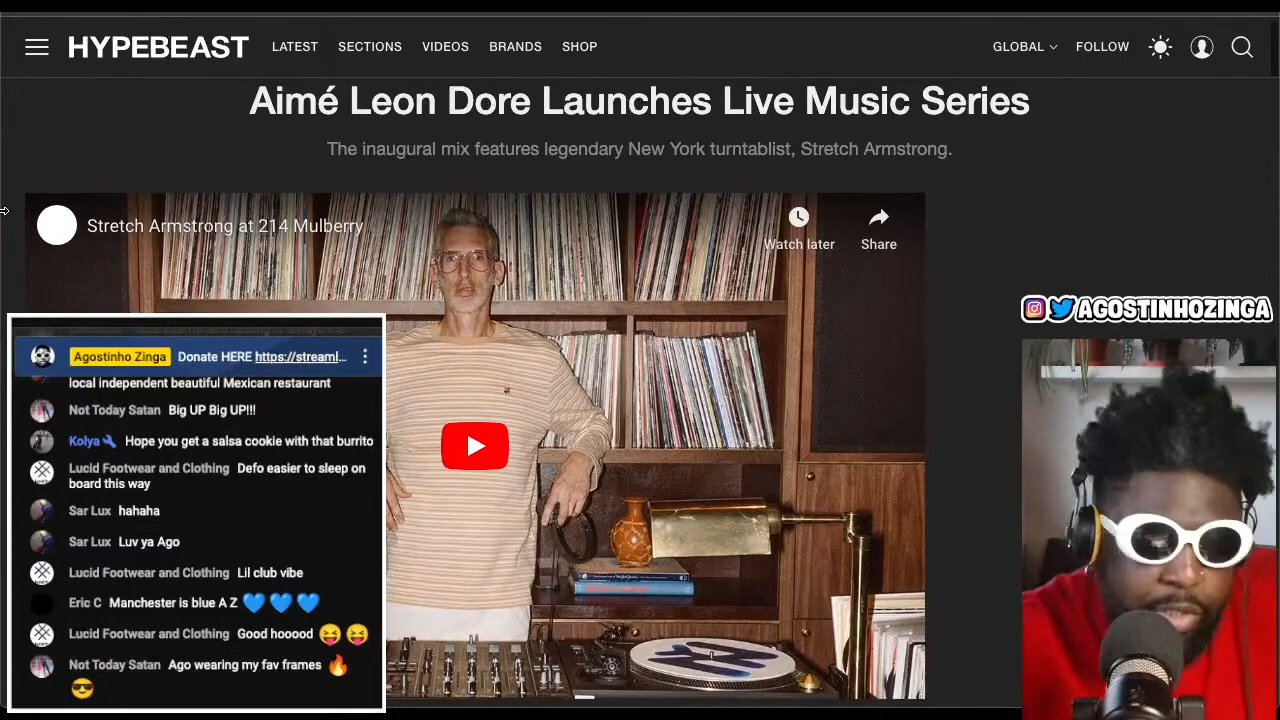 HYPEBEAST LATEST SECTIONS VIDEOS BRANDS SHOP GLOBAL FOLLOW
Aimé Leon Dore Launches Live Music Series
The inaugural mix features legendary New York turntablist, Stretch Armstrong.
Stretch Armstrong at 214 Mulberry
Watch later Share
AGOSTINHOZINGA
Agostinho Zinga Donate HERE https://streaml...
local independent beautiful Mexican restaurant
Not Today Satan Big UP Big UP!!!
Kolya Hope you get a salsa cookie with that burrito
Lucid Footwear and Clothing Defo easier to sleep on
board this way
Sar Lux hahaha
Sar Lux Luv ya Ago
Lucid Footwear and Clothing Lil club vibe
Eric C Manchester is blue A Z 💙 💙 💙
Lucid Footwear and Clothing Good hooood 😝 😝
Not Today Satan Ago wearing my fav frames 🔥
😎